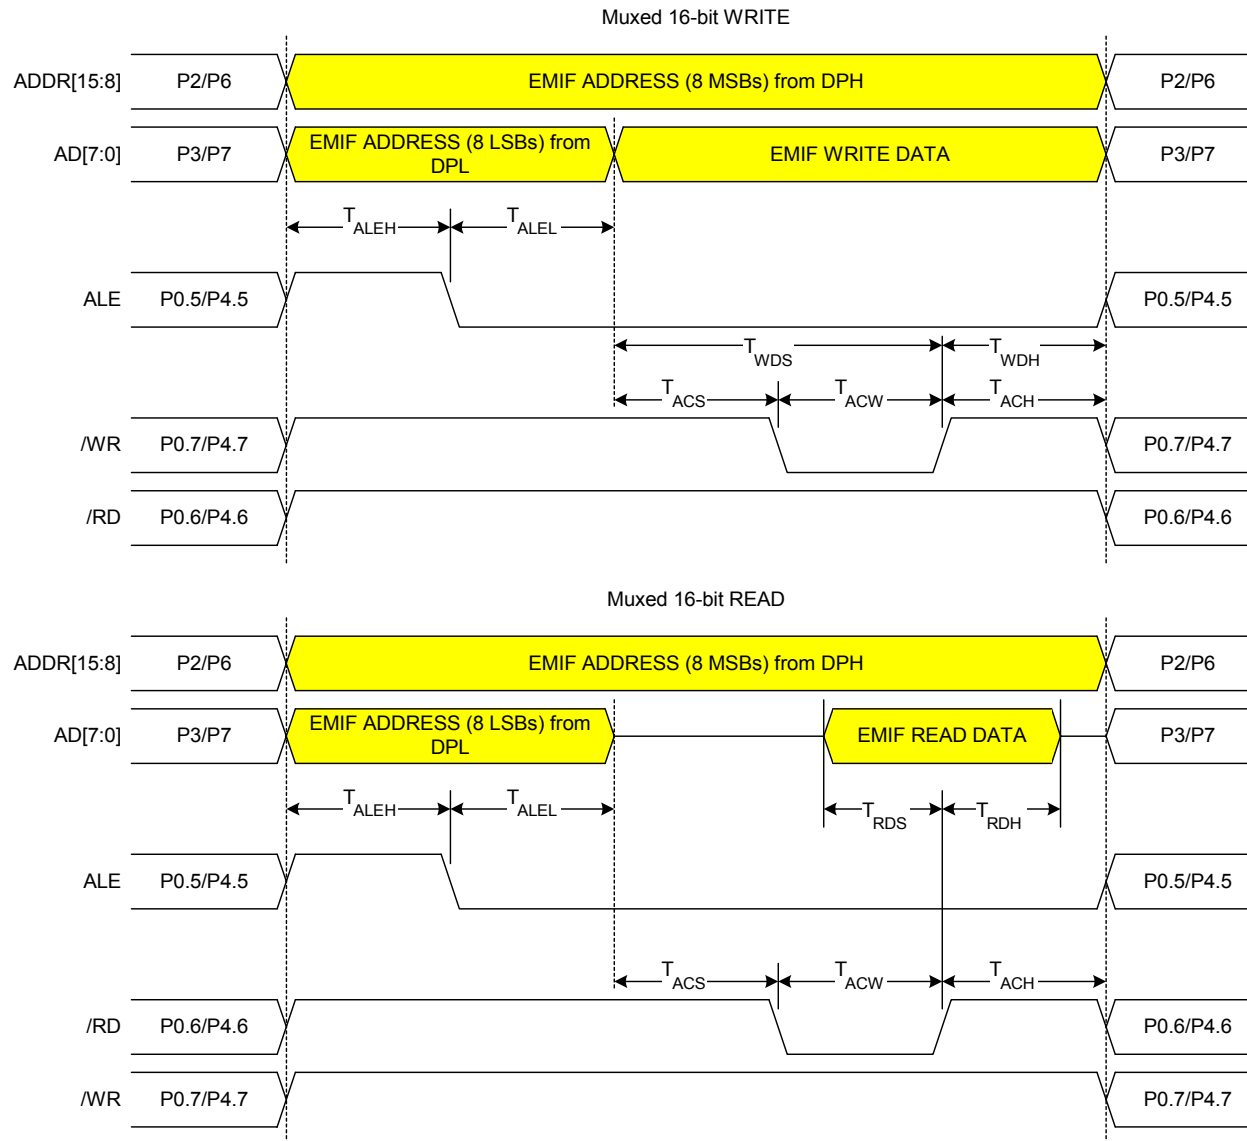 Muxed 16-bit WRITE
ADDR[15:8] P2/P6 EMIF ADDRESS (8 MSBs) from DPH P2/P6
AD[7:0] P3/P7 EMIF ADDRESS (8 LSBs) from EMIF WRITE DATA P3/P7
DPL
TALEH TALEL
ALE P0.5/P4.5 P0.5/P4.5
TWDS TWDH
TACS TACW TACH
/WR P0.7/P4.7 P0.7/P4.7
/RD P0.6/P4.6 P0.6/P4.6
Muxed 16-bit READ
ADDR[15:8] P2/P6 EMIF ADDRESS (8 MSBs) from DPH P2/P6
AD[7:0] P3/P7 EMIF ADDRESS (8 LSBs) from EMIF READ DATA P3/P7
DPL
TALEH TALEL TRDS TRDH
ALE P0.5/P4.5 P0.5/P4.5
TACS TACW TACH
/RD P0.6/P4.6 P0.6/P4.6
/WR P0.7/P4.7 P0.7/P4.7